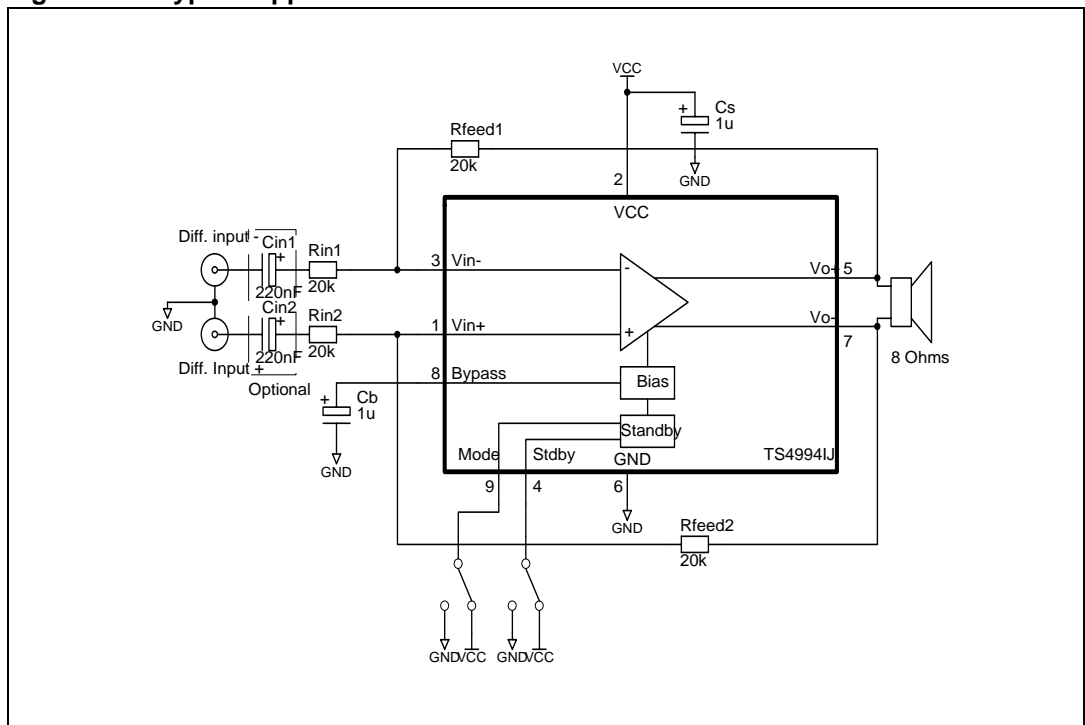 VCC
+
Cs
1u
GND
Rfeed1
20k
2
VCC
Diff. input -
Cin1
+
220nF
Rin1
20k
3
Vin-
-
Vo+
5
GND
Cin2
+
220nF
Rin2
20k
1
Vin+
+
Vo-
7
8 Ohms
Diff. Input +
Optional
8
Bypass
Bias
+
Cb
1u
GND
Standby
Mode
Stdby
GND
TS4994IJ
9
4
6
GND
Rfeed2
20k
GND
VCC
GND
VCC